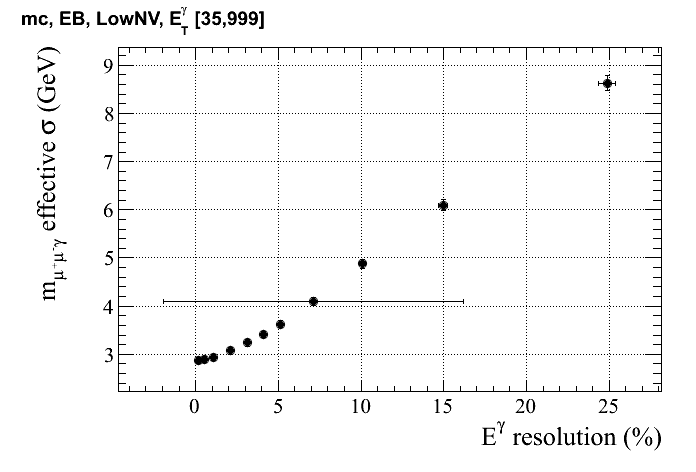 mc, EB, LowNV, E_T^γ [35,999]
m_{μ⁺μ⁻γ} effective σ (GeV)
9
8
7
6
5
4
3
0 5 10 15 20 25
E^γ resolution (%)